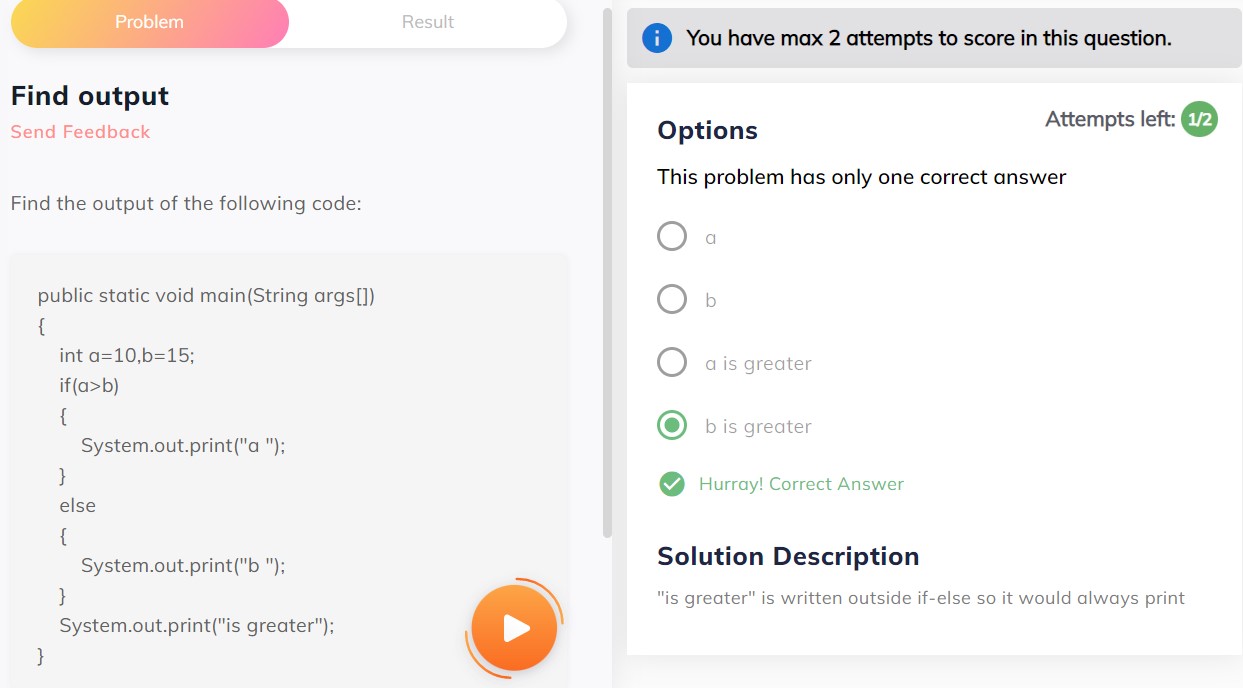 Problem
Result
Find output
Send Feedback
Find the output of the following code:
public static void main(String args[])
{
int a=10,b=15;
if(a>b)
{
System.out.print("a ");
}
else
{
System.out.print("b ");
}
System.out.print("is greater");
}
You have max 2 attempts to score in this question.
Options
Attempts left: 1/2
This problem has only one correct answer
a
b
a is greater
b is greater
Hurray! Correct Answer
Solution Description
"is greater" is written outside if-else so it would always print